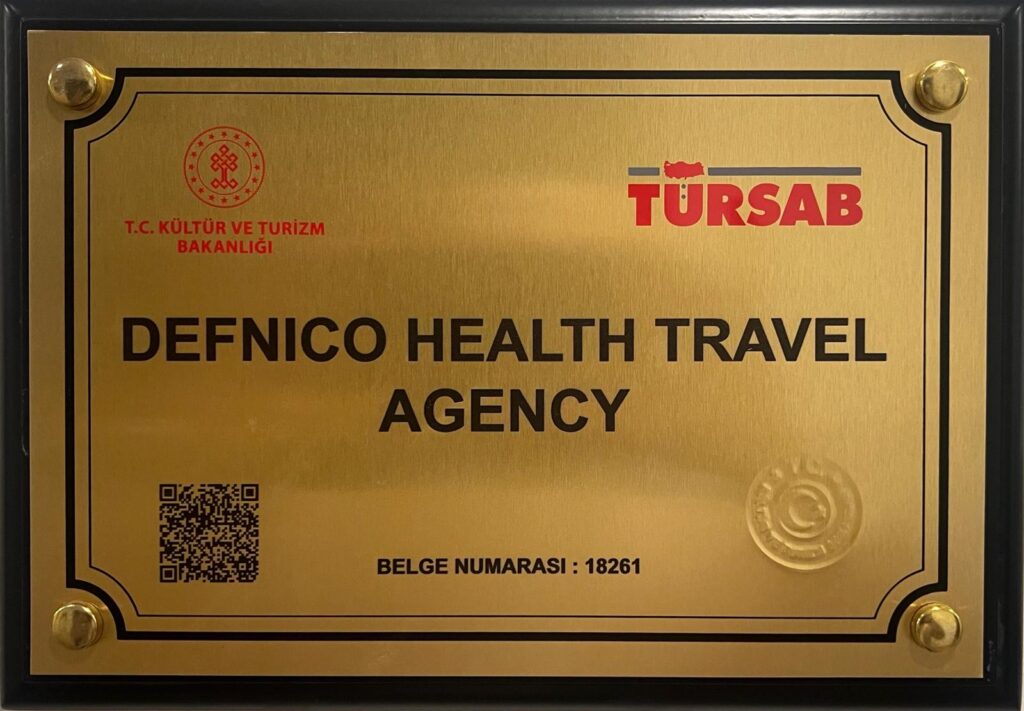 T.C. KÜLTÜR VE TURİZM
BAKANLIĞI
TÜRSAB
DEFNICO HEALTH TRAVEL
AGENCY
BELGE NUMARASI : 18261